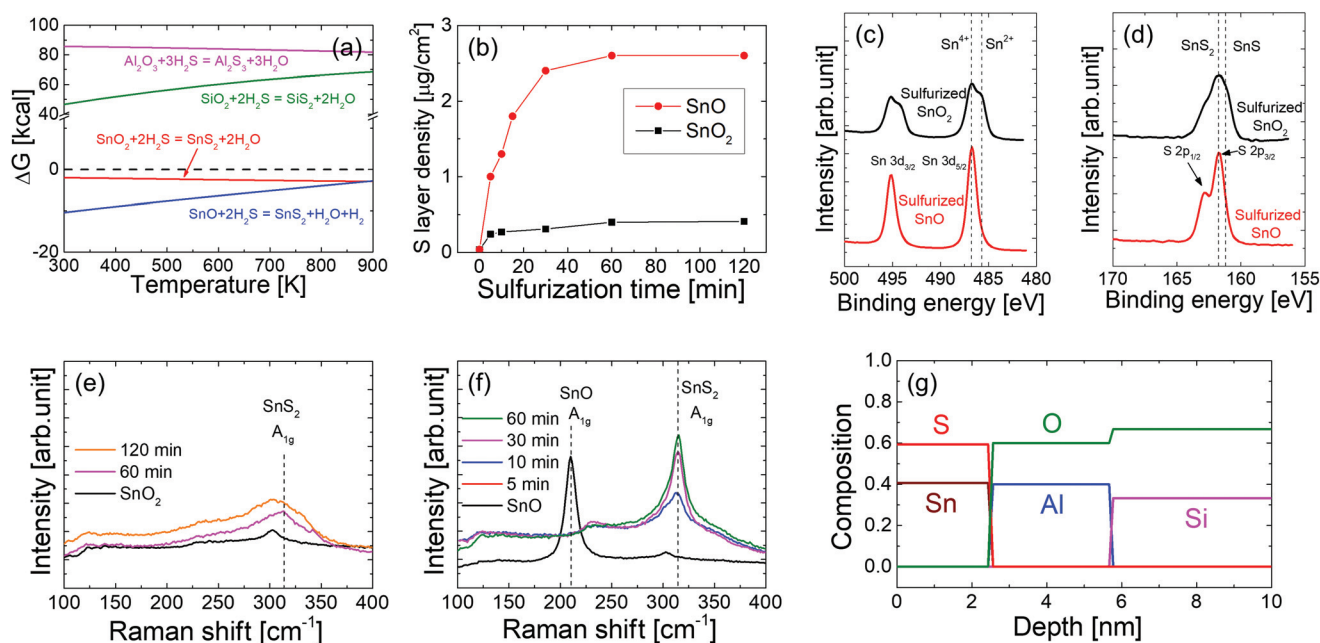 (a)
100
80
60
40
0
-20
ΔG [kcal]
Al₂O₃+3H₂S = Al₂S₃+3H₂O
SiO₂+2H₂S = SiS₂+2H₂O
SnO₂+2H₂S = SnS₂+2H₂O
SnO+2H₂S = SnS₂+H₂O+H₂
300 400 500 600 700 800 900
Temperature [K]
(b)
S layer density [μg/cm²]
3
2
1
0
SnO
SnO₂
0 20 40 60 80 100 120
Sulfurization time [min]
(c)
Intensity [arb.unit]
Sn⁴⁺ Sn²⁺
Sulfurized
SnO₂
Sn 3d₃/₂ Sn 3d₅/₂
Sulfurized
SnO
500 495 490 485 480
Binding energy [eV]
(d)
Intensity [arb.unit]
SnS₂ SnS
Sulfurized
SnO₂
S 2p₁/₂ S 2p₃/₂
Sulfurized
SnO
170 165 160 155
Binding energy [eV]
(e)
Intensity [arb.unit]
SnS₂
A₁g
120 min
60 min
SnO₂
100 150 200 250 300 350 400
Raman shift [cm⁻¹]
(f)
Intensity [arb.unit]
SnO
A₁g
SnS₂
A₁g
60 min
30 min
10 min
5 min
SnO
100 150 200 250 300 350 400
Raman shift [cm⁻¹]
(g)
Composition
1.0
0.8
0.6
0.4
0.2
0.0
S
O
Sn
Al
Si
0 2 4 6 8 10
Depth [nm]